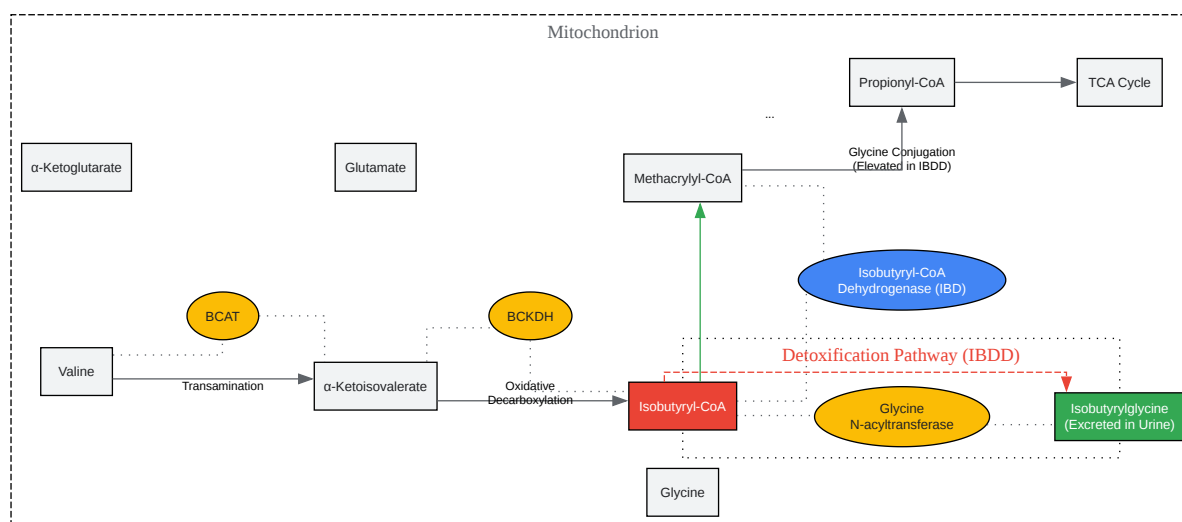 Mitochondrion
Propionyl-CoA
TCA Cycle
...
α-Ketoglutarate
Glutamate
Methacrylyl-CoA
Glycine Conjugation
(Elevated in IBDD)
Isobutyryl-CoA
Dehydrogenase (IBD)
BCAT
BCKDH
Detoxification Pathway (IBDD)
Valine
Transamination
α-Ketoisovalerate
Oxidative
Decarboxylation
Isobutyryl-CoA
Glycine
N-acyltransferase
Isobutyrylglycine
(Excreted in Urine)
Glycine